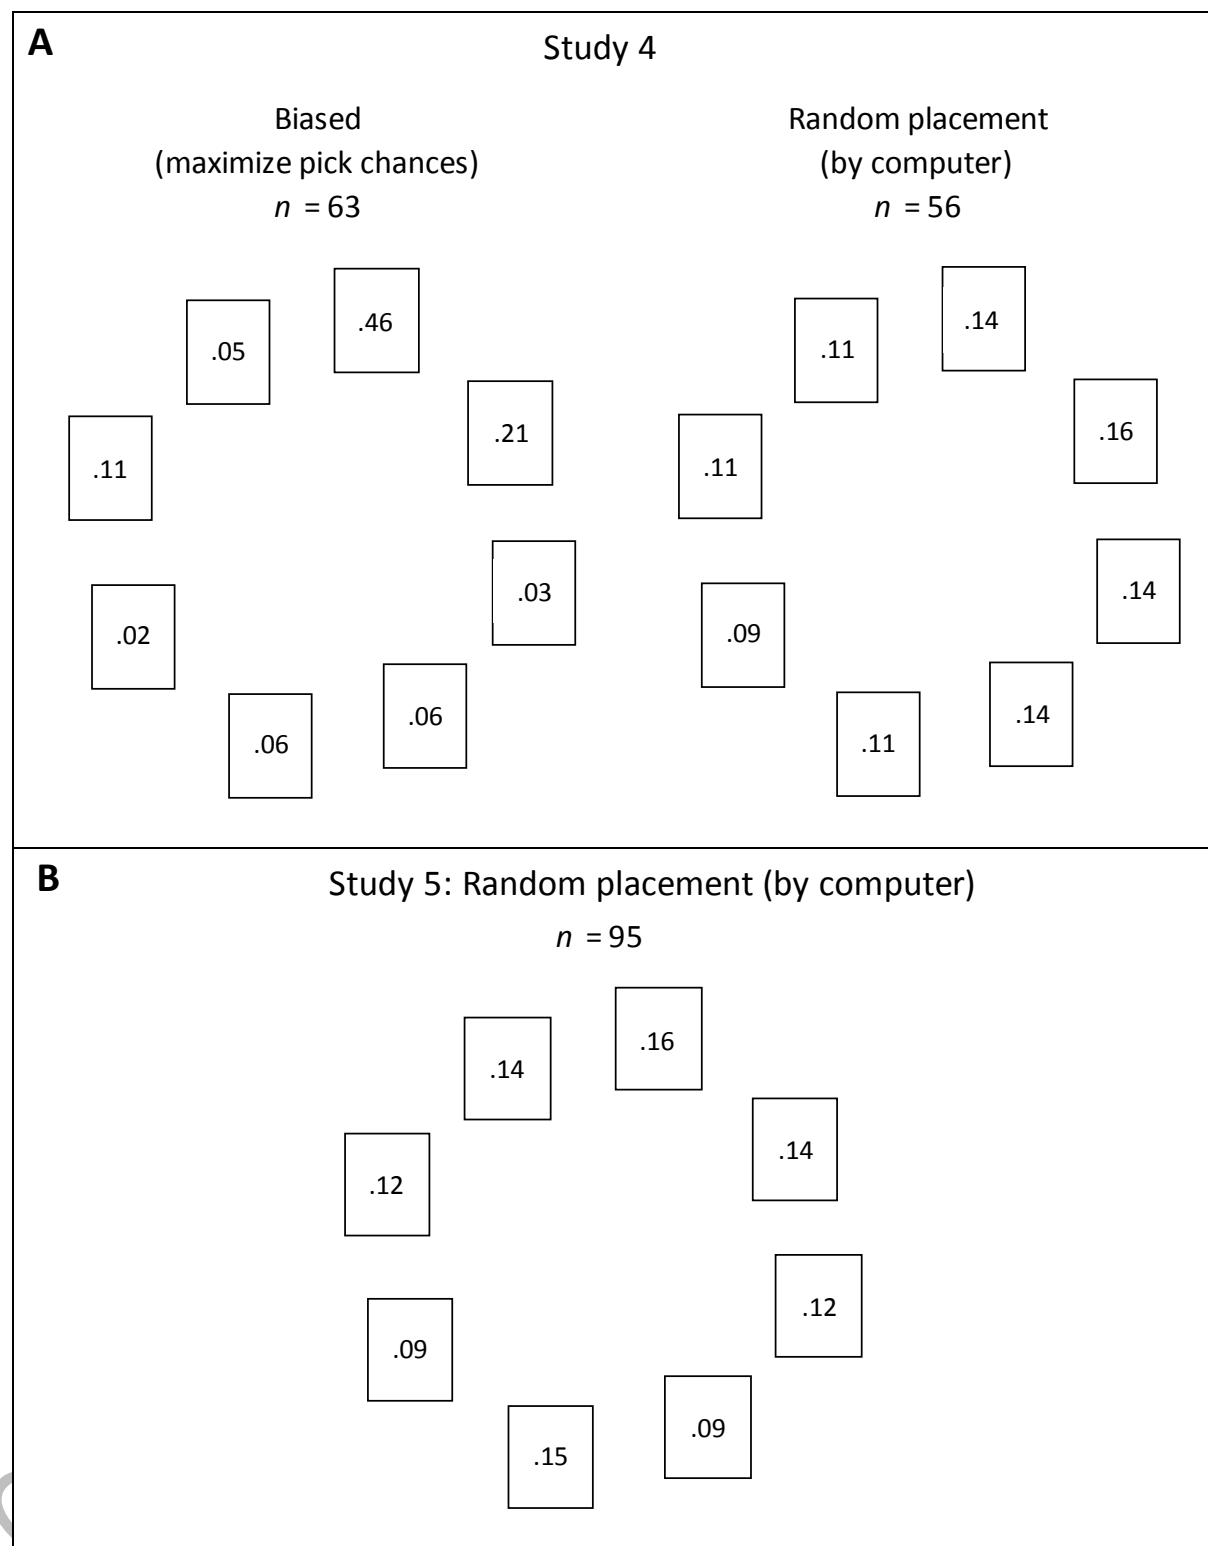 A
Study 4
Biased
(maximize pick chances)
n = 63
.46
.05
.21
.11
.03
.02
.06
.06
Random placement
(by computer)
n = 56
.14
.11
.16
.11
.14
.09
.14
.11
B
Study 5: Random placement (by computer)
n = 95
.16
.14
.14
.12
.12
.09
.09
.15